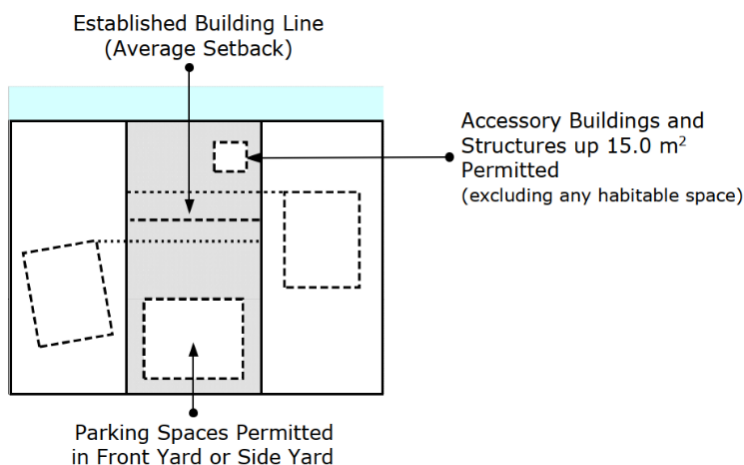 Established Building Line
(Average Setback)
Accessory Buildings and
Structures up 15.0 m²
Permitted
(excluding any habitable space)
Parking Spaces Permitted
in Front Yard or Side Yard